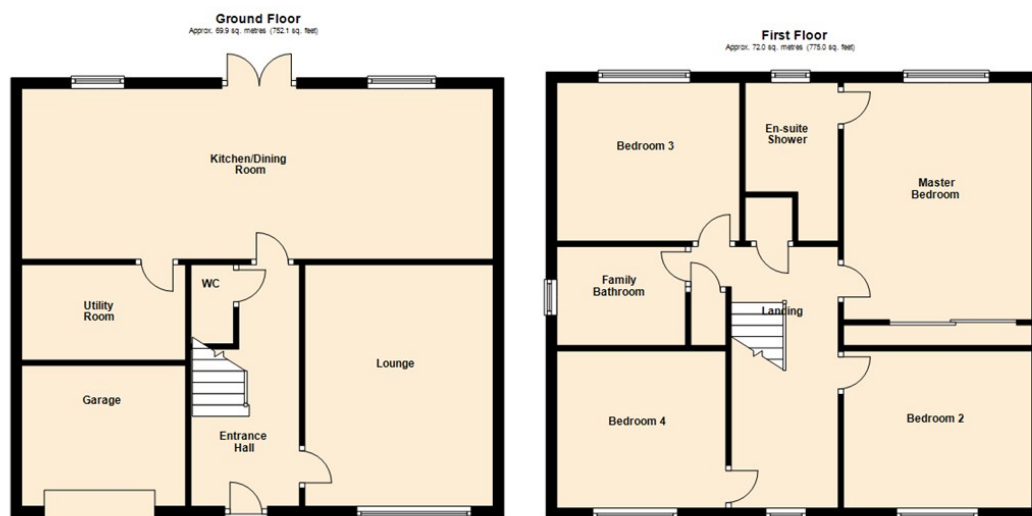 Ground Floor
Approx. 69.9 sq. metres (752.1 sq. feet)
Kitchen/Dining
Room
WC
Utility
Room
Lounge
Garage
Entrance
Hall
First Floor
Approx. 72.0 sq. metres (775.0 sq. feet)
Bedroom 3
En-suite
Shower
Master
Bedroom
Family
Bathroom
Landing
Bedroom 4
Bedroom 2